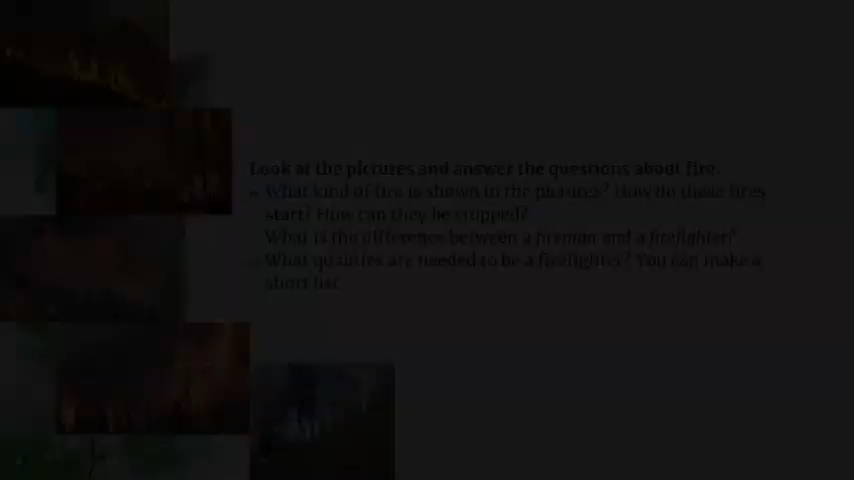 Look at the pictures and answer the questions about fire.
• What kind of fire is shown in the pictures? How do these fires
start? How can they be stopped?
What is the difference between a fireman and a firefighter?
• What qualities are needed to be a firefighter? You can make a
short list.